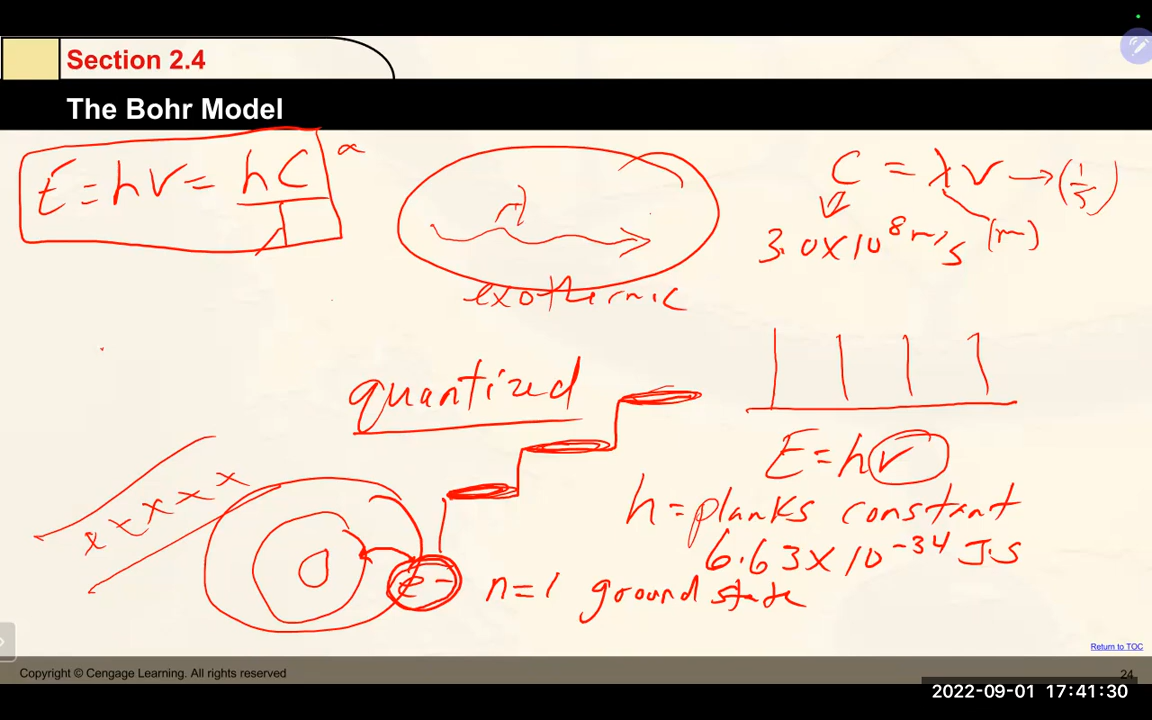 Section 2.4
The Bohr Model
E = hν = hC / λ
C = λν → (1/s)
3.0x10^8 m/s (m)
exothermic
quantized
E = hν
h = planks constant
6.63x10^-34 J.S
x x x x x
e- n=1 ground state
Return to TOC
Copyright © Cengage Learning. All rights reserved 24
2022-09-01 17:41:30